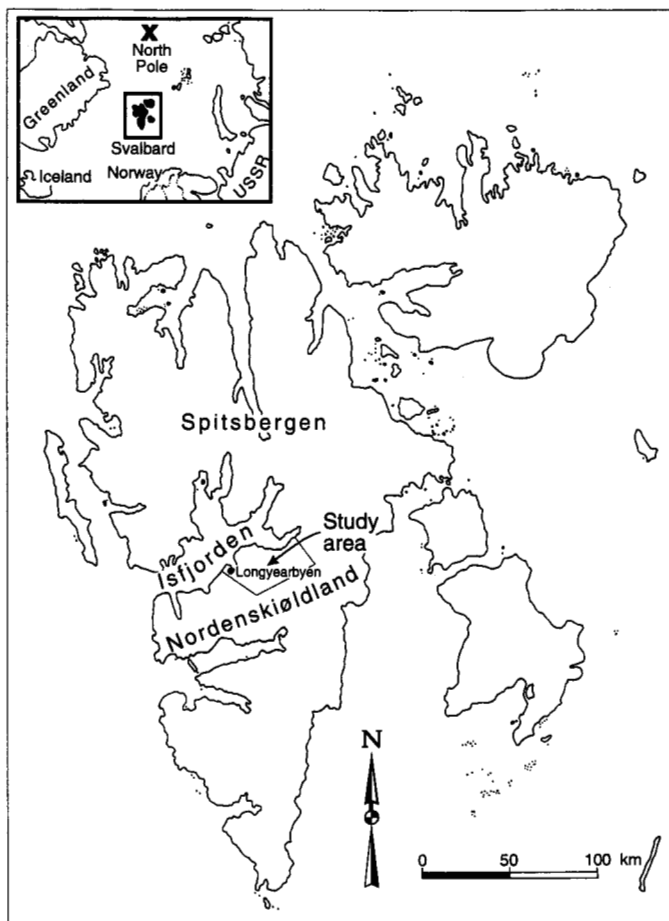 X
North
Pole
Greenland
Svalbard
Iceland
Norway
USSR
Spitsbergen
Study
area
Isfjorden
Longyearbyen
Nordenskiøldland
N
0 50 100 km